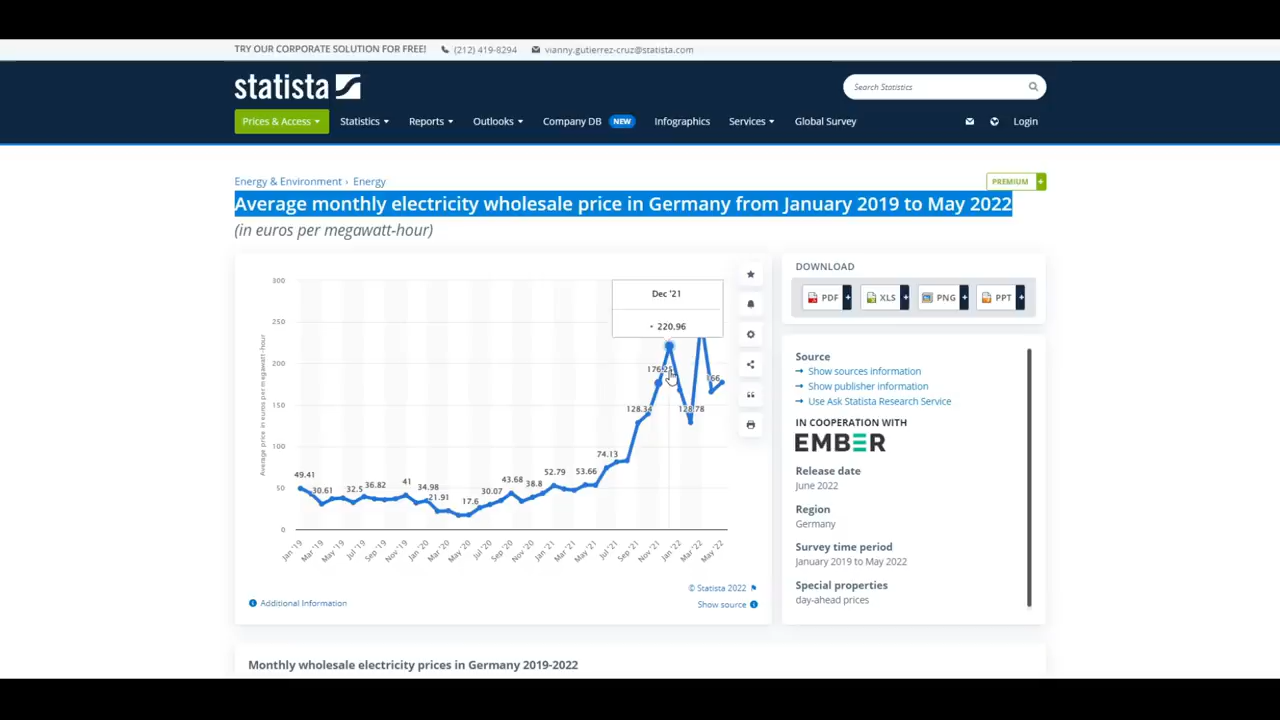 TRY OUR CORPORATE SOLUTION FOR FREE! (212) 419-8294 vianny.gutierrez-cruz@statista.com
statista
Search Statistics
Prices & Access Statistics Reports Outlooks Company DB NEW Infographics Services Global Survey Login
Energy & Environment › Energy
PREMIUM +
Average monthly electricity wholesale price in Germany from January 2019 to May 2022
(in euros per megawatt-hour)
300
250
200
150
100
50
0
Average price in euros per megawatt-hour
Dec '21
220.96
49.41
30.61
32.5
36.82
41
34.98
21.91
17.6
30.07
43.68
38.8
52.79
53.66
74.13
128.34
176.25
128.78
166
Jan '19
Mar '19
May '19
Jul '19
Sep '19
Nov '19
Jan '20
Mar '20
May '20
Jul '20
Sep '20
Nov '20
Jan '21
Mar '21
May '21
Jul '21
Sep '21
Nov '21
Jan '22
Mar '22
May '22
© Statista 2022
Additional Information
Show source
DOWNLOAD
PDF + XLS + PNG + PPT +
Source
Show sources information
Show publisher information
Use Ask Statista Research Service
IN COOPERATION WITH
EMBER
Release date
June 2022
Region
Germany
Survey time period
January 2019 to May 2022
Special properties
day-ahead prices
Monthly wholesale electricity prices in Germany 2019-2022